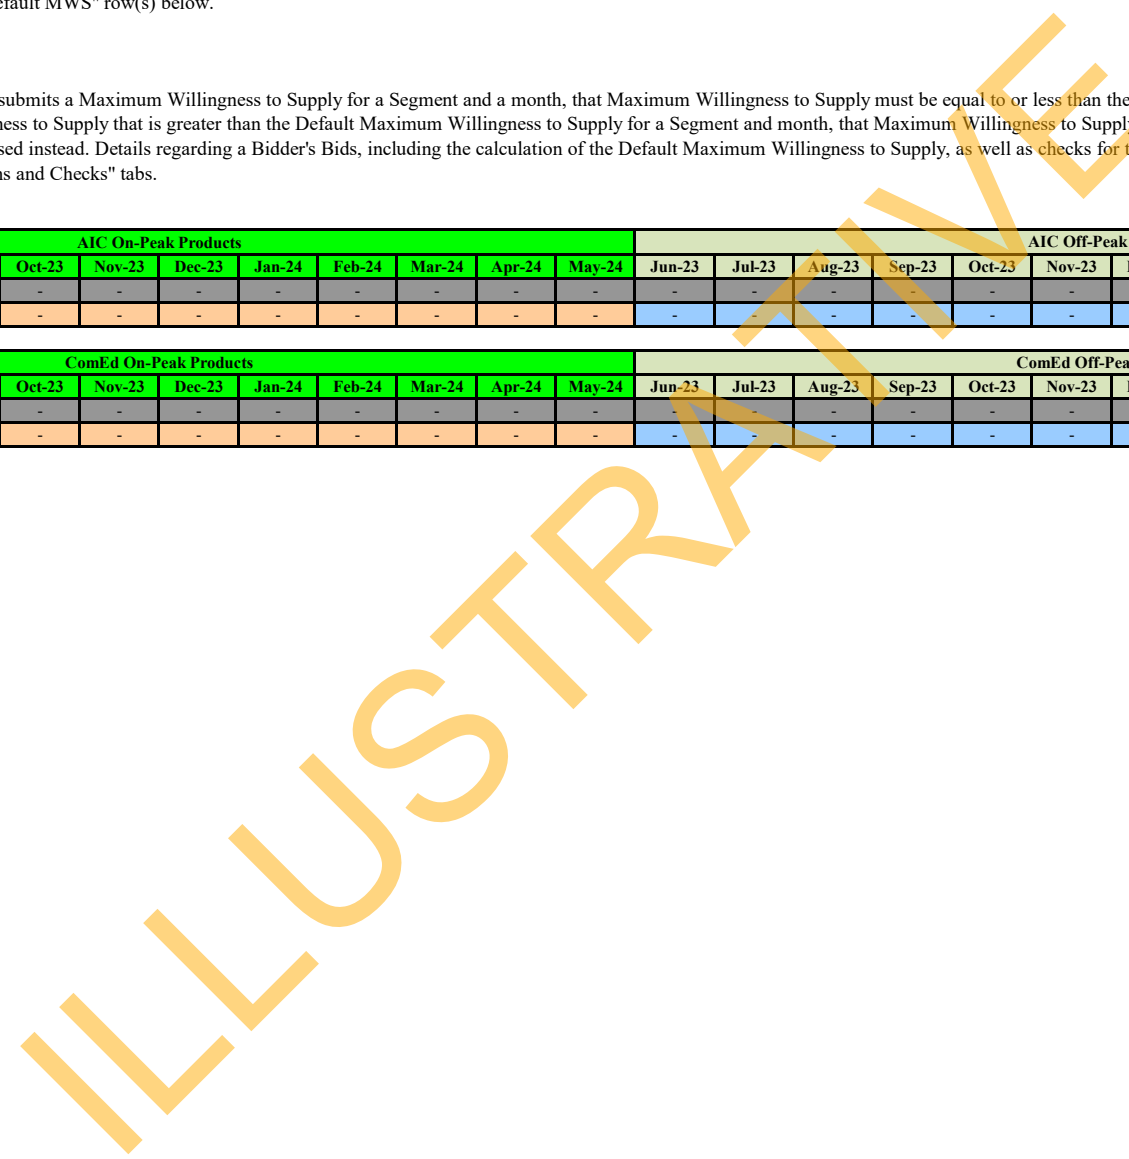 efault MWS" row(s) below.
submits a Maximum Willingness to Supply for a Segment and a month, that Maximum Willingness to Supply must be equal to or less than the
ness to Supply that is greater than the Default Maximum Willingness to Supply for a Segment and month, that Maximum Willingness to Supply
sed instead. Details regarding a Bidder's Bids, including the calculation of the Default Maximum Willingness to Supply, as well as checks for t
ns and Checks" tabs.
AIC On-Peak Products AIC Off-Peak
Oct-23 Nov-23 Dec-23 Jan-24 Feb-24 Mar-24 Apr-24 May-24 Jun-23 Jul-23 Aug-23 Sep-23 Oct-23 Nov-23
- - - - - - - - - - - - - -
- - - - - - - - - - - - - -
ComEd On-Peak Products ComEd Off-Pea
Oct-23 Nov-23 Dec-23 Jan-24 Feb-24 Mar-24 Apr-24 May-24 Jun-23 Jul-23 Aug-23 Sep-23 Oct-23 Nov-23
- - - - - - - - - - - - - -
- - - - - - - - - - - - - -
ILLUSTRATIVE